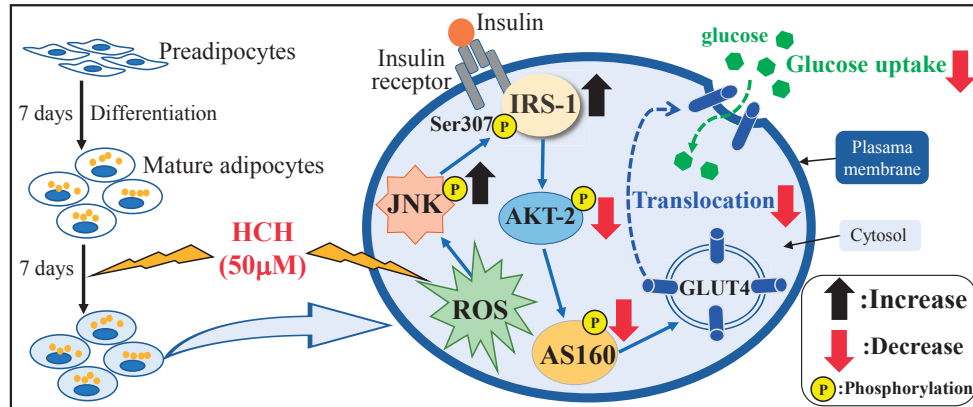 Preadipocytes
7 days
Differentiation
Mature adipocytes
7 days
HCH
(50μM)
Insulin
Insulin
receptor
IRS-1
Ser307
P
JNK
P
ROS
AKT-2
P
AS160
P
GLUT4
Translocation
glucose
Glucose uptake
Plasama
membrane
Cytosol
:Increase
:Decrease
P :Phosphorylation